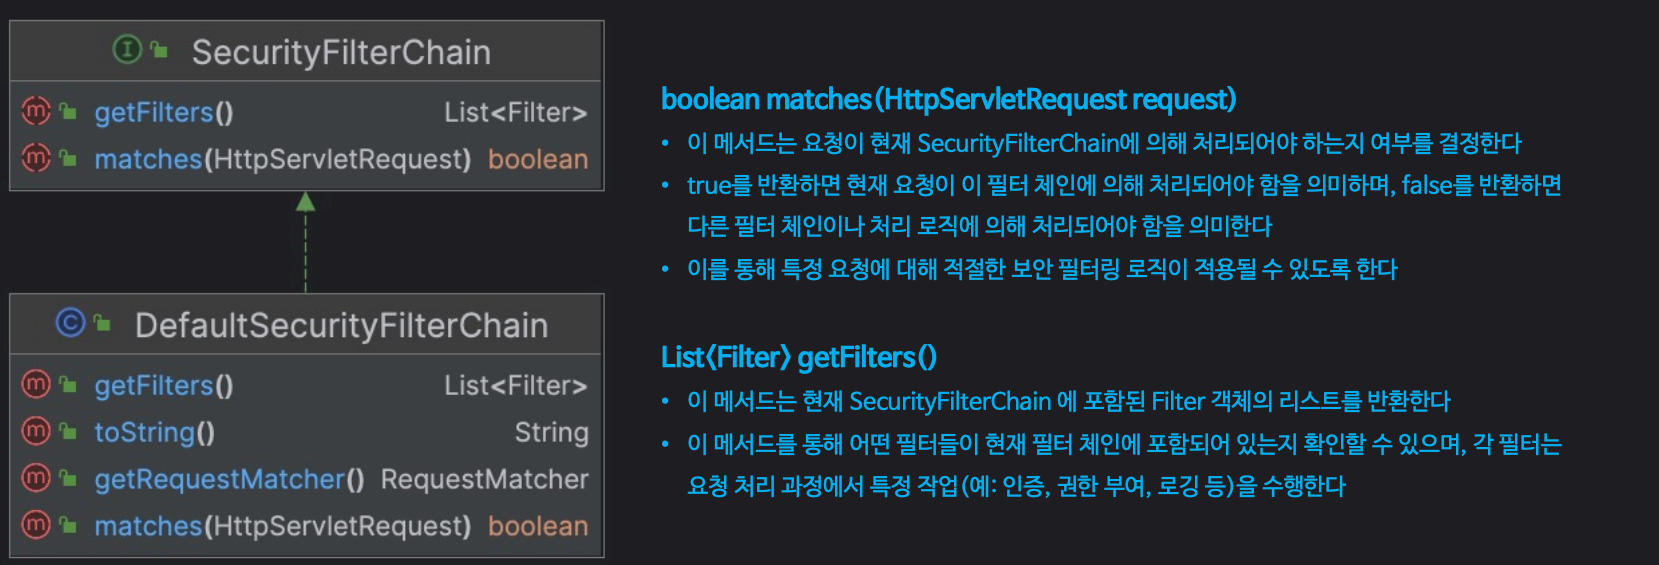 SecurityFilterChain
getFilters() List<Filter>
matches(HttpServletRequest) boolean
DefaultSecurityFilterChain
getFilters() List<Filter>
toString() String
getRequestMatcher() RequestMatcher
matches(HttpServletRequest) boolean
boolean matches(HttpServletRequest request)
• 이 메서드는 요청이 현재 SecurityFilterChain에 의해 처리되어야 하는지 여부를 결정한다
• true를 반환하면 현재 요청이 이 필터 체인에 의해 처리되어야 함을 의미하며, false를 반환하면
다른 필터 체인이나 처리 로직에 의해 처리되어야 함을 의미한다
• 이를 통해 특정 요청에 대해 적절한 보안 필터링 로직이 적용될 수 있도록 한다
List<Filter> getFilters()
• 이 메서드는 현재 SecurityFilterChain 에 포함된 Filter 객체의 리스트를 반환한다
• 이 메서드를 통해 어떤 필터들이 현재 필터 체인에 포함되어 있는지 확인할 수 있으며, 각 필터는
요청 처리 과정에서 특정 작업(예: 인증, 권한 부여, 로깅 등)을 수행한다